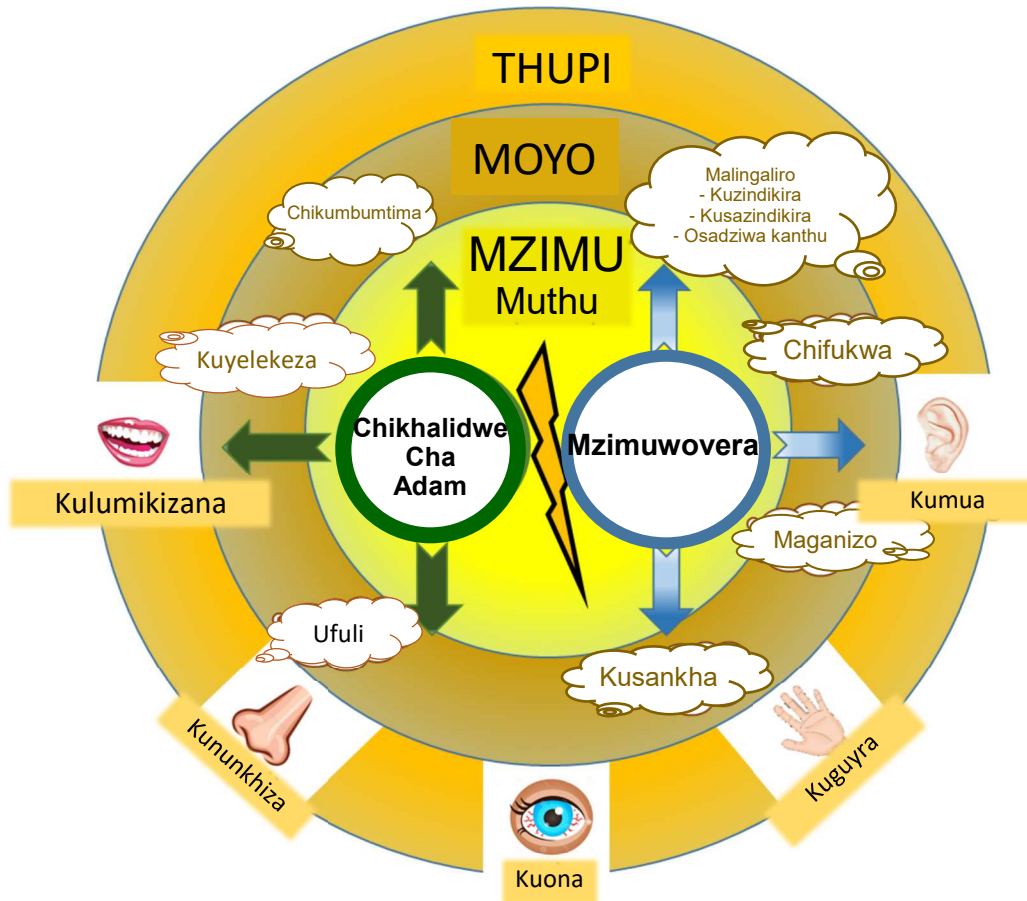 THUPI
MOYO
Chikumbumtima
Malingaliro
- Kuzindikira
- Kusazindikira
- Osadziwa kanthu
MZIMU
Muthu
Kuyelekeza
Chifukwa
Chikhalidwe
Cha
Adam
Mzimuwovera
Kulumikizana
Kumua
Maganizo
Ufuli
Kusankha
Kununkhiza
Kuguyra
Kuona